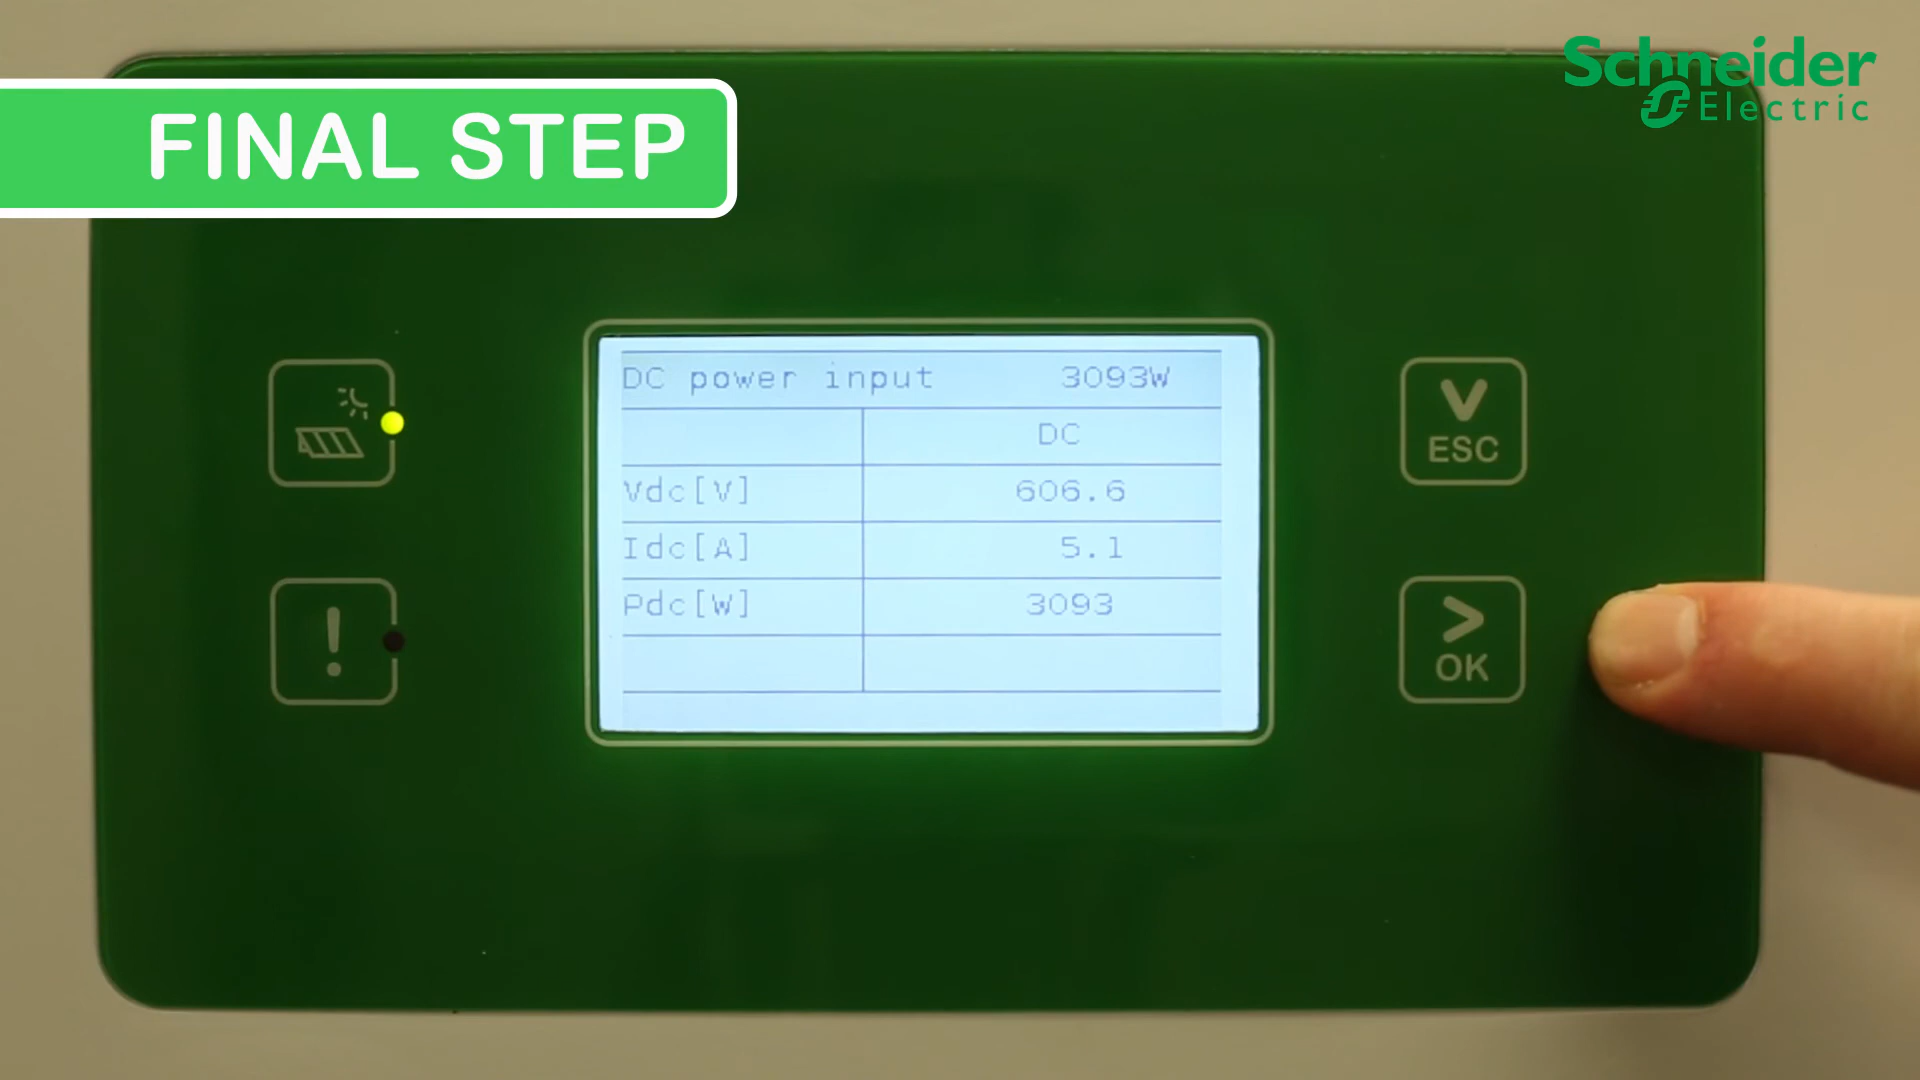 Schneider
Electric
FINAL STEP
DC power input 3093W
DC
Vdc[V] 606.6
Idc[A] 5.1
Pdc[W] 3093
ESC
!
OK